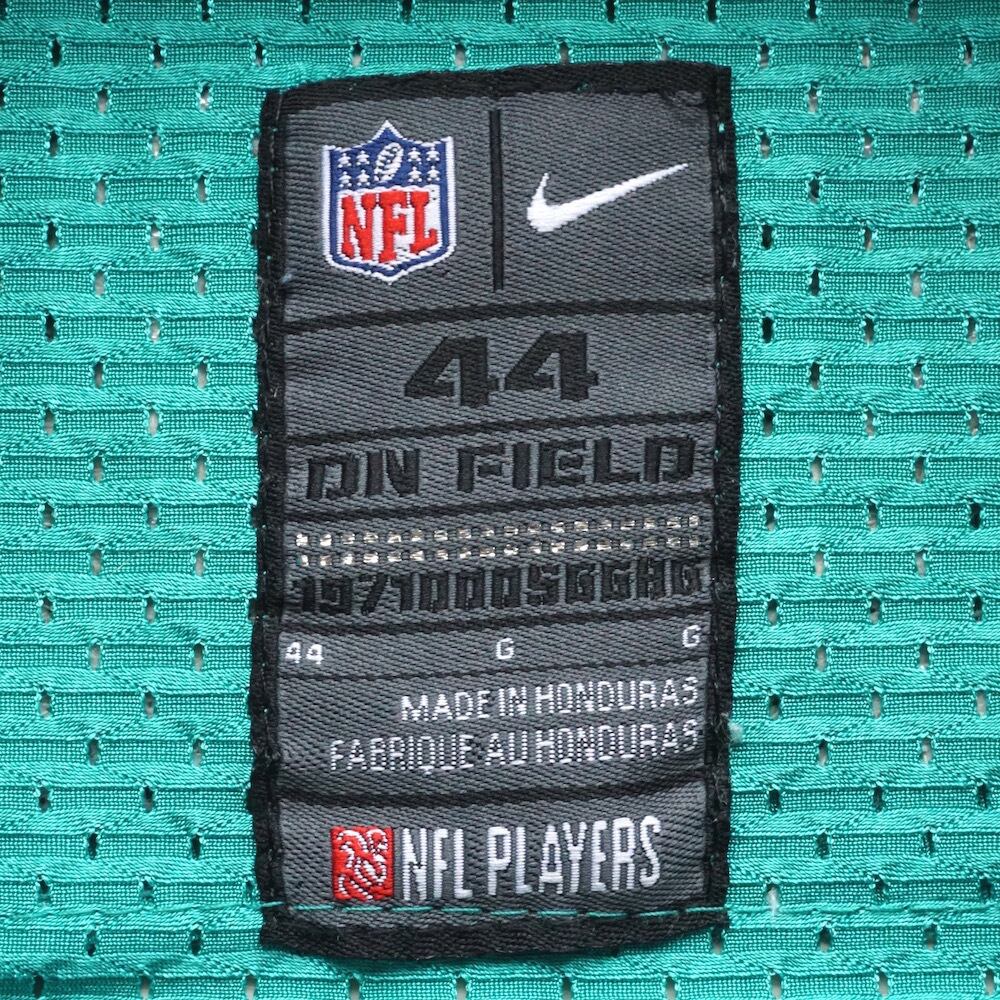 NFL
44
ON FIELD
44 G G
MADE IN HONDURAS
FABRIQUE AU HONDURAS
NFL PLAYERS